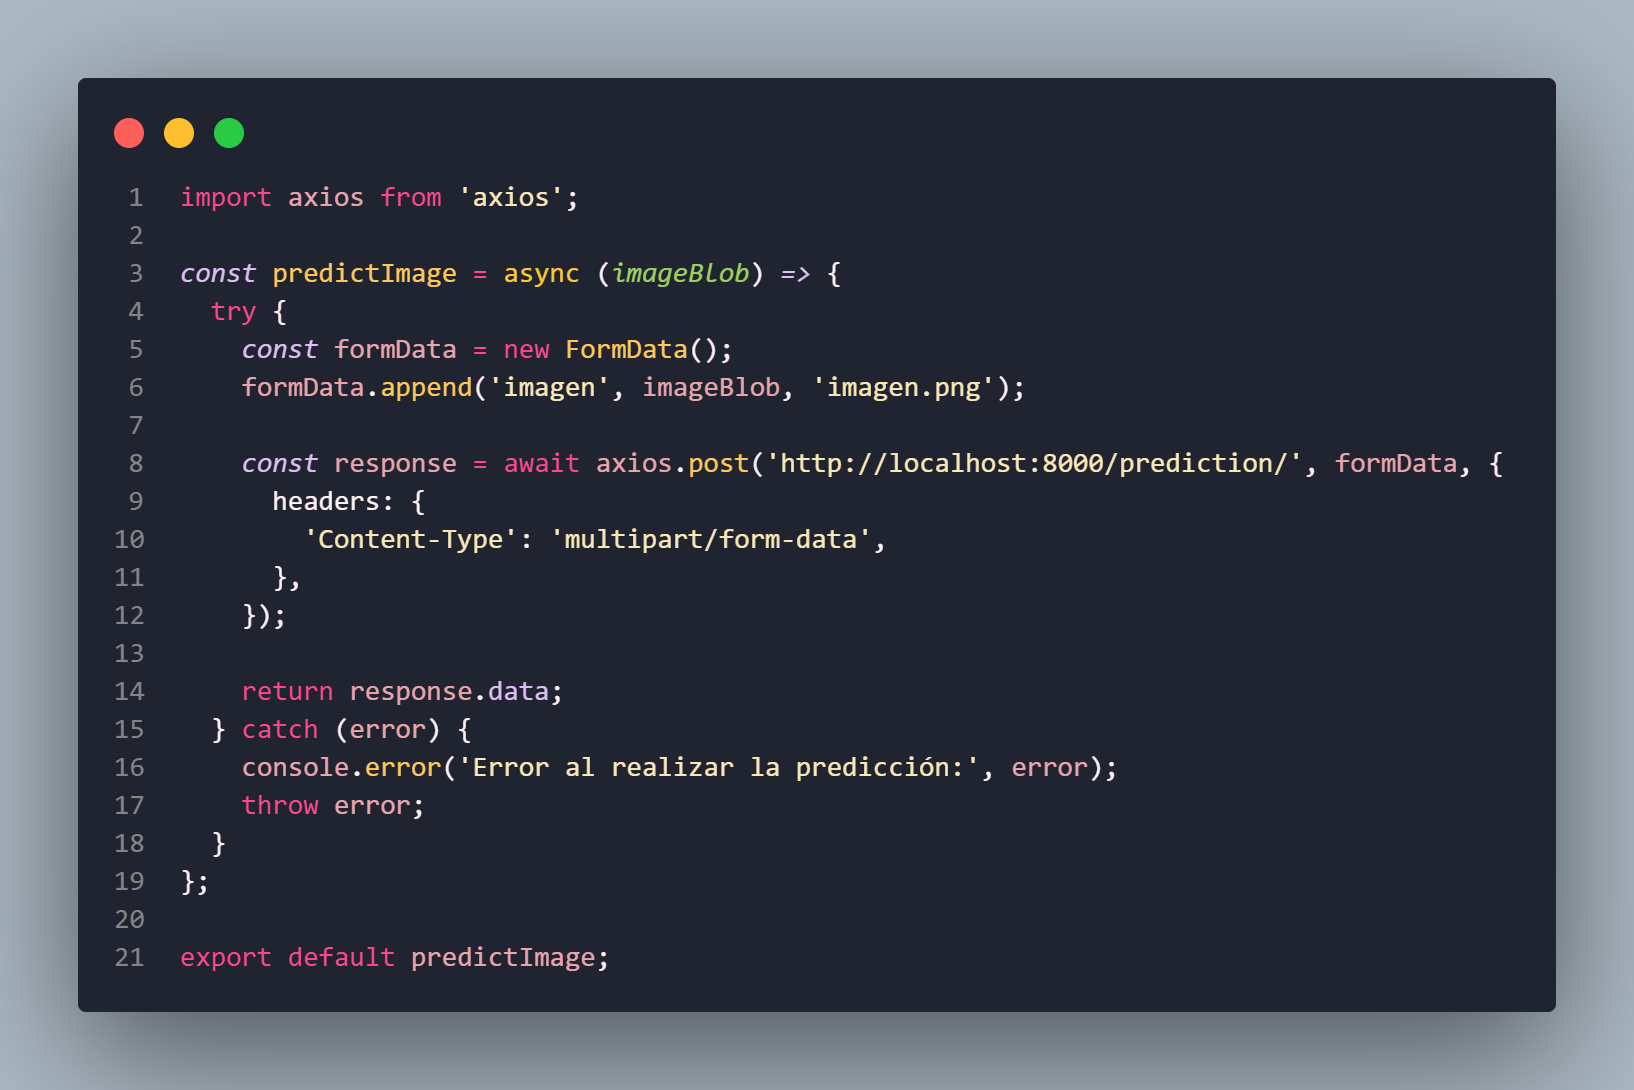 1 import axios from 'axios';
2
3 const predictImage = async (imageBlob) => {
4   try {
5     const formData = new FormData();
6     formData.append('imagen', imageBlob, 'imagen.png');
7
8     const response = await axios.post('http://localhost:8000/prediction/', formData, {
9       headers: {
10         'Content-Type': 'multipart/form-data',
11       },
12     });
13
14     return response.data;
15   } catch (error) {
16     console.error('Error al realizar la predicción:', error);
17     throw error;
18   }
19 };
20
21 export default predictImage;